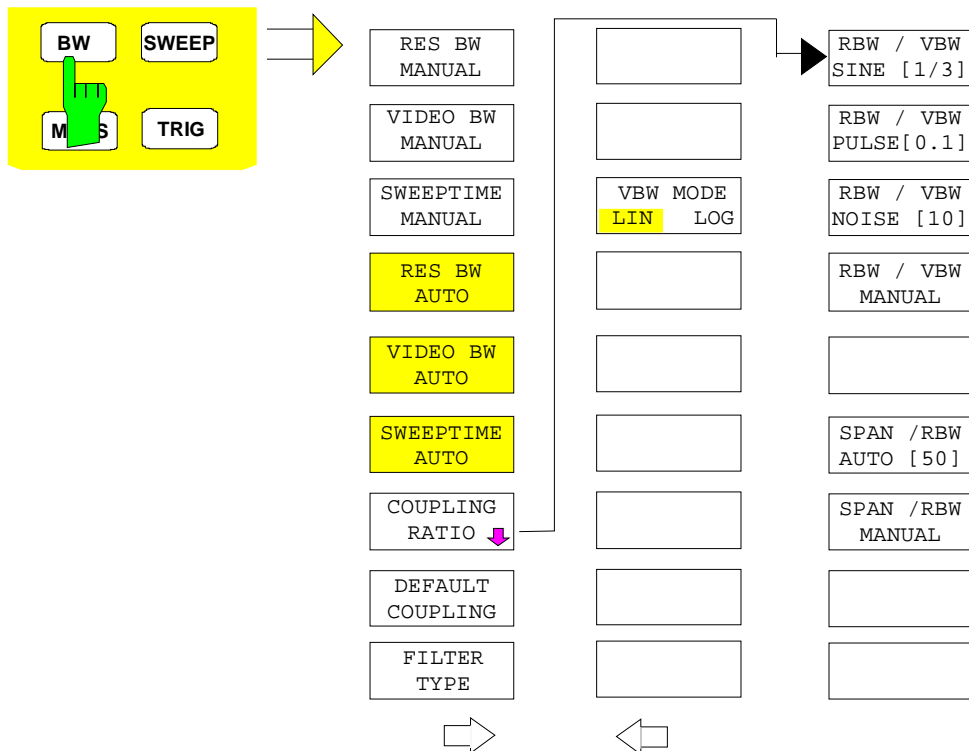 BW
SWEEP
TRIG
RES BW
MANUAL
VIDEO BW
MANUAL
SWEEPTIME
MANUAL
RES BW
AUTO
VIDEO BW
AUTO
SWEEPTIME
AUTO
COUPLING
RATIO
DEFAULT
COUPLING
FILTER
TYPE
VBW MODE
LIN LOG
RBW / VBW
SINE [1/3]
RBW / VBW
PULSE[0.1]
RBW / VBW
NOISE [10]
RBW / VBW
MANUAL
SPAN /RBW
AUTO [50]
SPAN /RBW
MANUAL